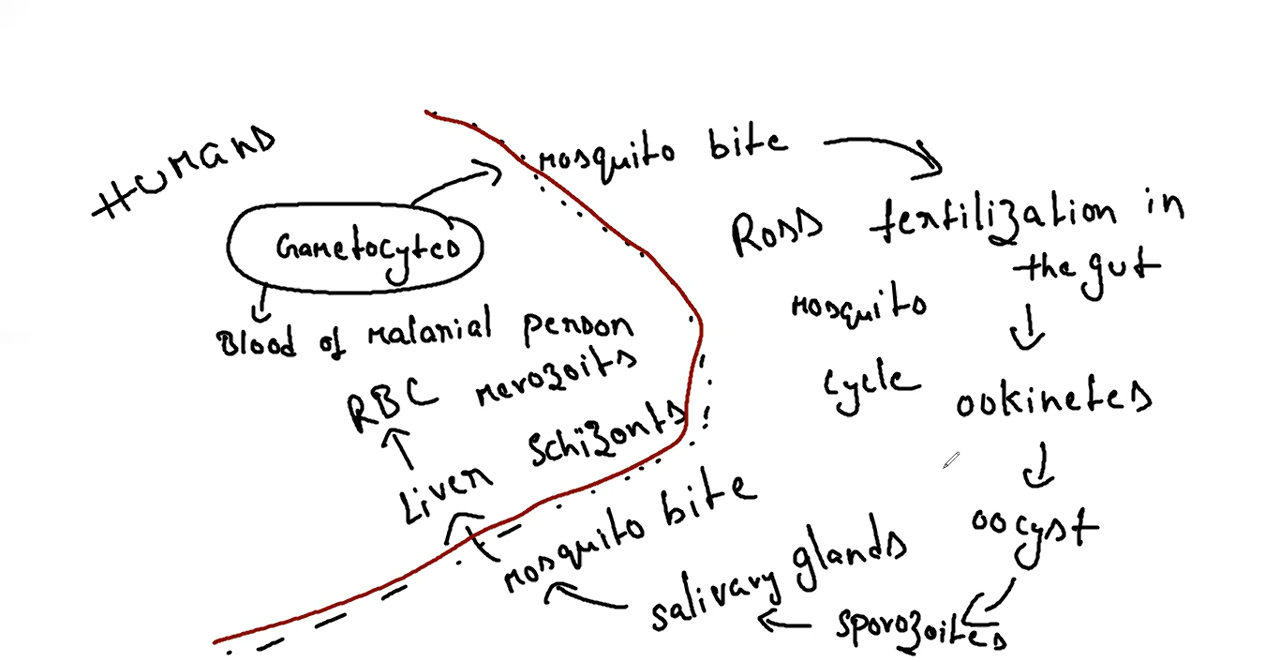 HUMANS
Mosquito bite
Gametocytes
Ross fertilization in
the gut
Blood of malarial person
Mosquito
RBC merozoits
cycle
ookinetes
Liver Schizonts
Mosquito bite
oocyst
salivary glands
sporozoites